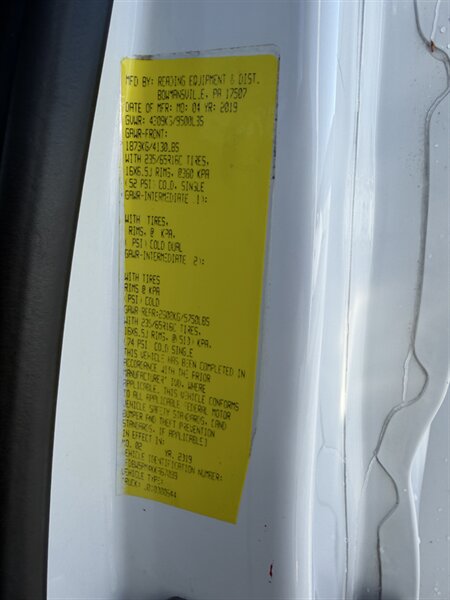 MFD BY: READING EQUIPMENT & DIST.
BOWMANSVILLE, PA 17507
DATE OF MFR: MO: 04 YR: 2019
GVWR: 4309KG/9500LBS
GAWR-FRONT:
1873KG/4130LBS
WITH 235/65R16C TIRES,
16X6.5J RIMS, @360 KPA
(52 PSI) COLD, SINGLE
GAWR-INTERMEDIATE 1):
WITH TIRES,
RIMS, @ KPA,
( PSI) COLD DUAL
GAWR-INTERMEDIATE 2):
WITH TIRES
RIMS @ KPA
(PSI) COLD
GAWR REAR: /5750LBS
WITH 235/65R16C TIRES,
16X6.5J RIMS, @(510) KPA,
(74 PSI COLD SINGLE
THIS VEHICLE HAS BEEN COMPLETED IN
ACCORDANCE WITH THE PRIOR
MANUFACTURER' IVD, WHERE
APPLICABLE. THIS VEHICLE CONFORMS
TO ALL APPLICABLE FEDERAL MOTOR
VEHICLE SAFETY STANDARDS, (AND
BUMPER AND THEFT PREVENTION
STANDARDS, IF APPLICABLE)
IN EFFECT IN:
MO. 02 YR. 2019
VEHICLE IDENTIFICATION NUMBER:
VEHICLE TYPE:
TRUCK